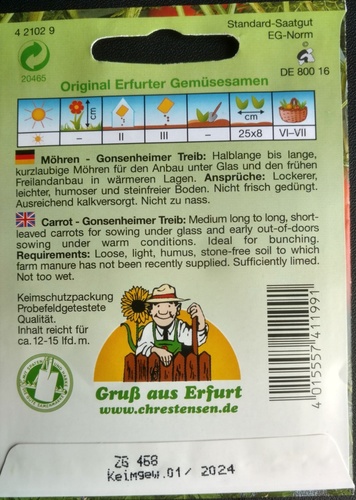 4 2102 9
Standard-Saatgut
EG-Norm
20465
DE 800 16
Original Erfurter Gemüsesamen
cm
cm
II
III
25x8
VI-VII
Möhren - Gonsenheimer Treib: Halblange bis lange,
kurzlaubige Möhren für den Anbau unter Glas und den frühen
Freilandanbau in wärmeren Lagen. Ansprüche: Lockerer,
leichter, humoser und steinfreier Boden. Nicht frisch gedüngt.
Ausreichend kalkversorgt. Nicht zu nass.
Carrot - Gonsenheimer Treib: Medium long to long, short-
leaved carrots for sowing under glass and early out-of-doors
sowing under warm conditions. Ideal for bunching.
Requirements: Loose, light, humus, stone-free soil to which
farm manure has not been recently supplied. Sufficiently limed.
Not too wet.
Keimschutzpackung
Probefeldgetestete
Qualität.
Inhalt reicht für
ca. 12-15 lfd. m.
4 015557 411991
Gruß aus Erfurt
www.chrestensen.de
ZG 468
Keimgew.01/ 2024